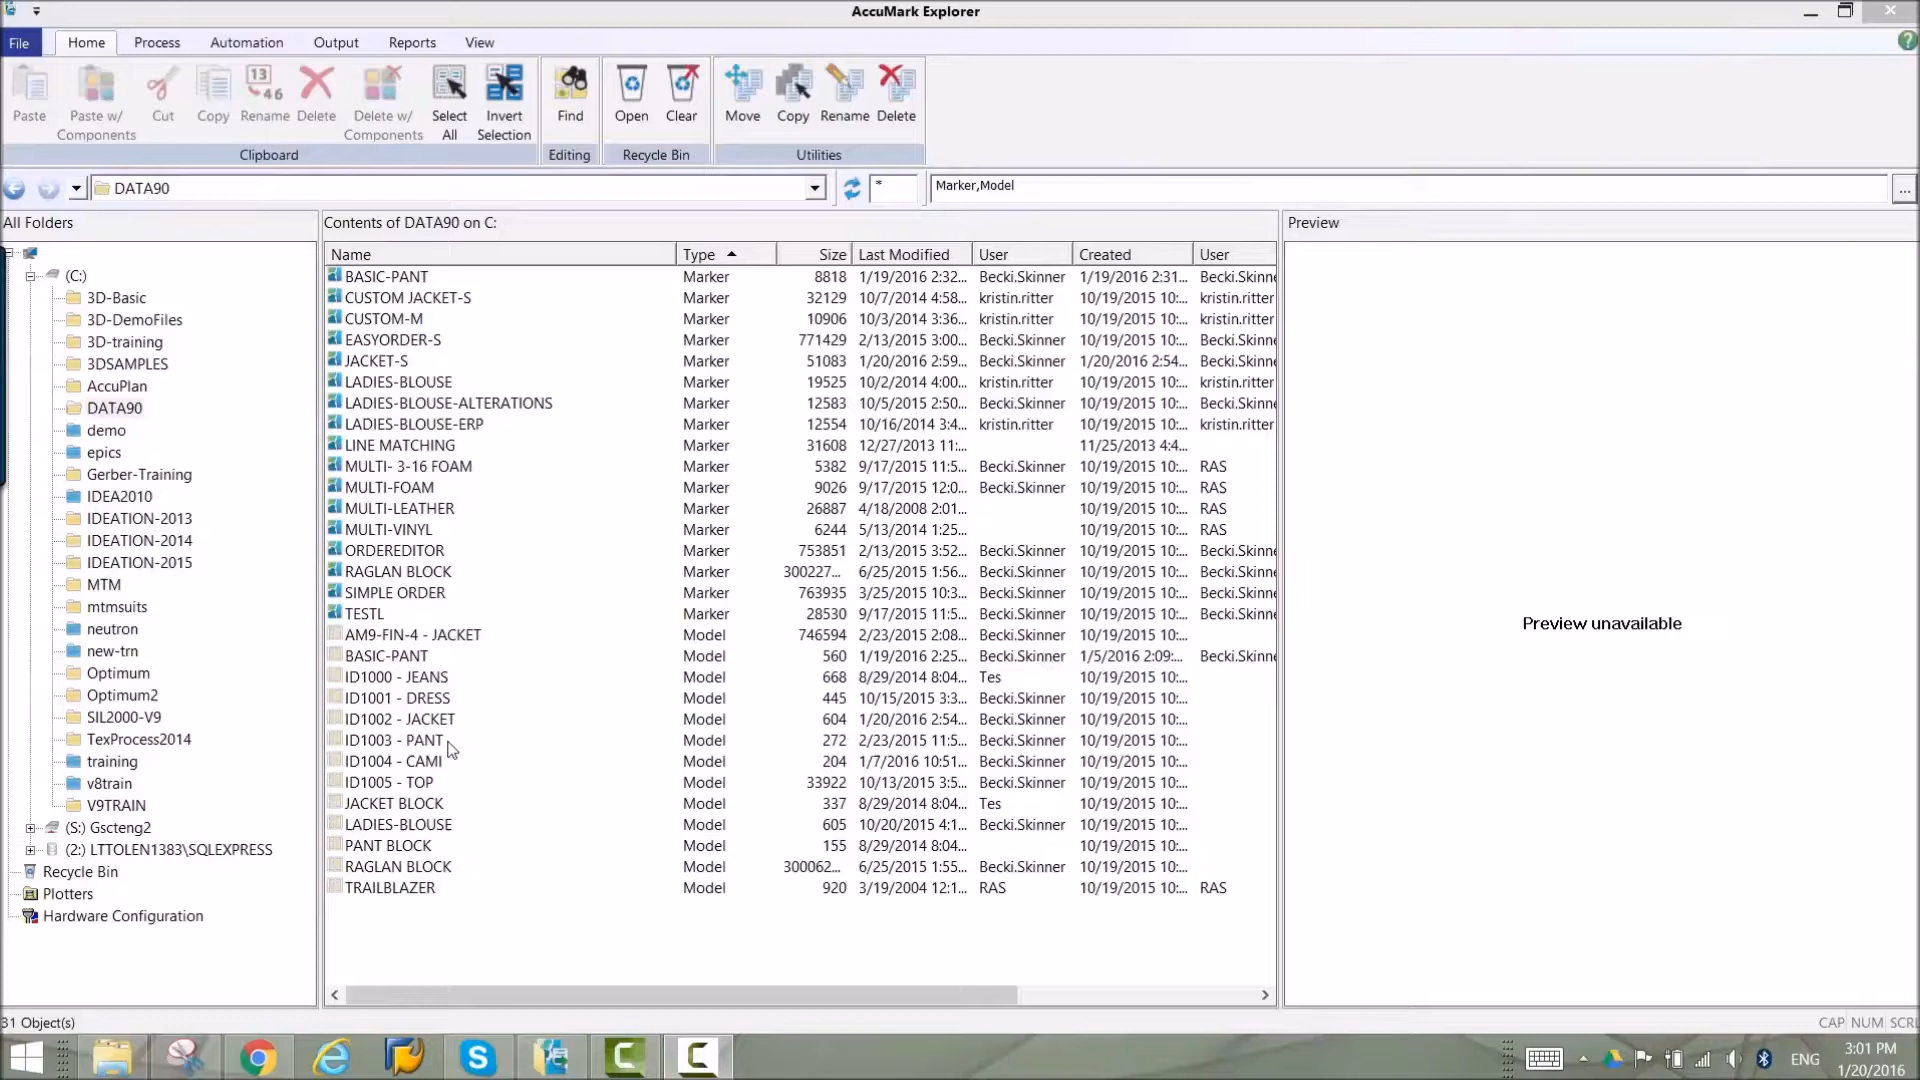 AccuMark Explorer
File Home Process Automation Output Reports View
Paste Paste w/ Components Cut Copy Rename Delete Delete w/ Components Select All Invert Selection Find Open Clear Move Copy Rename Delete
Clipboard Editing Recycle Bin Utilities
DATA90 * Marker,Model ...
All Folders
(C:)
3D-Basic
3D-DemoFiles
3D-training
3DSAMPLES
AccuPlan
DATA90
demo
epics
Gerber-Training
IDEA2010
IDEATION-2013
IDEATION-2014
IDEATION-2015
MTM
mtmsuits
neutron
new-trn
Optimum
Optimum2
SIL2000-V9
TexProcess2014
training
v8train
V9TRAIN
(S:) Gscteng2
(2:) LTTOLEN1383\SQLEXPRESS
Recycle Bin
Plotters
Hardware Configuration
Contents of DATA90 on C:
Name Type Size Last Modified User Created User
BASIC-PANT Marker 8818 1/19/2016 2:32... Becki.Skinner 1/19/2016 2:31... Becki.Skinne
CUSTOM JACKET-S Marker 32129 10/7/2014 4:58... kristin.ritter 10/19/2015 10:... kristin.ritter
CUSTOM-M Marker 10906 10/3/2014 3:36... kristin.ritter 10/19/2015 10:... kristin.ritter
EASYORDER-S Marker 771429 2/13/2015 3:00... Becki.Skinner 10/19/2015 10:... Becki.Skinne
JACKET-S Marker 51083 1/20/2016 2:59... Becki.Skinner 1/20/2016 2:54... Becki.Skinne
LADIES-BLOUSE Marker 19525 10/2/2014 4:00... kristin.ritter 10/19/2015 10:... kristin.ritter
LADIES-BLOUSE-ALTERATIONS Marker 12583 10/5/2015 2:50... Becki.Skinner 10/19/2015 10:... Becki.Skinne
LADIES-BLOUSE-ERP Marker 12554 10/16/2014 3:4... kristin.ritter 10/19/2015 10:... kristin.ritter
LINE MATCHING Marker 31608 12/27/2013 11:... 11/25/2013 4:4...
MULTI- 3-16 FOAM Marker 5382 9/17/2015 11:5... Becki.Skinner 10/19/2015 10:... RAS
MULTI-FOAM Marker 9026 9/17/2015 12:0... Becki.Skinner 10/19/2015 10:... RAS
MULTI-LEATHER Marker 26887 4/18/2008 2:01... 10/19/2015 10:... RAS
MULTI-VINYL Marker 6244 5/13/2014 1:25... 10/19/2015 10:... RAS
ORDEREDITOR Marker 753851 2/13/2015 3:52... Becki.Skinner 10/19/2015 10:... Becki.Skinne
RAGLAN BLOCK Marker 300227... 6/25/2015 1:56... Becki.Skinner 10/19/2015 10:... Becki.Skinne
SIMPLE ORDER Marker 763935 3/25/2015 10:3... Becki.Skinner 10/19/2015 10:... Becki.Skinne
TESTL Marker 28530 9/17/2015 11:5... Becki.Skinner 10/19/2015 10:... Becki.Skinne
AM9-FIN-4 - JACKET Model 746594 2/23/2015 2:08... Becki.Skinner 10/19/2015 10:...
BASIC-PANT Model 560 1/19/2016 2:25... Becki.Skinner 1/5/2016 2:09:... Becki.Skinne
ID1000 - JEANS Model 668 8/29/2014 8:04... Tes 10/19/2015 10:...
ID1001 - DRESS Model 445 10/15/2015 3:3... Becki.Skinner 10/19/2015 10:...
ID1002 - JACKET Model 604 1/20/2016 2:54... Becki.Skinner 10/19/2015 10:...
ID1003 - PANT Model 272 2/23/2015 11:5... Becki.Skinner 10/19/2015 10:...
ID1004 - CAMI Model 204 1/7/2016 10:51... Becki.Skinner 10/19/2015 10:...
ID1005 - TOP Model 33922 10/13/2015 3:5... Becki.Skinner 10/19/2015 10:...
JACKET BLOCK Model 337 8/29/2014 8:04... Tes 10/19/2015 10:...
LADIES-BLOUSE Model 605 10/20/2015 4:1... Becki.Skinner 10/19/2015 10:...
PANT BLOCK Model 155 8/29/2014 8:04... 10/19/2015 10:...
RAGLAN BLOCK Model 300062... 6/25/2015 1:55... Becki.Skinner 10/19/2015 10:...
TRAILBLAZER Model 920 3/19/2004 12:1... RAS 10/19/2015 10:... RAS
Preview
Preview unavailable
31 Object(s)
CAP NUM SCRL
ENG
3:01 PM
1/20/2016